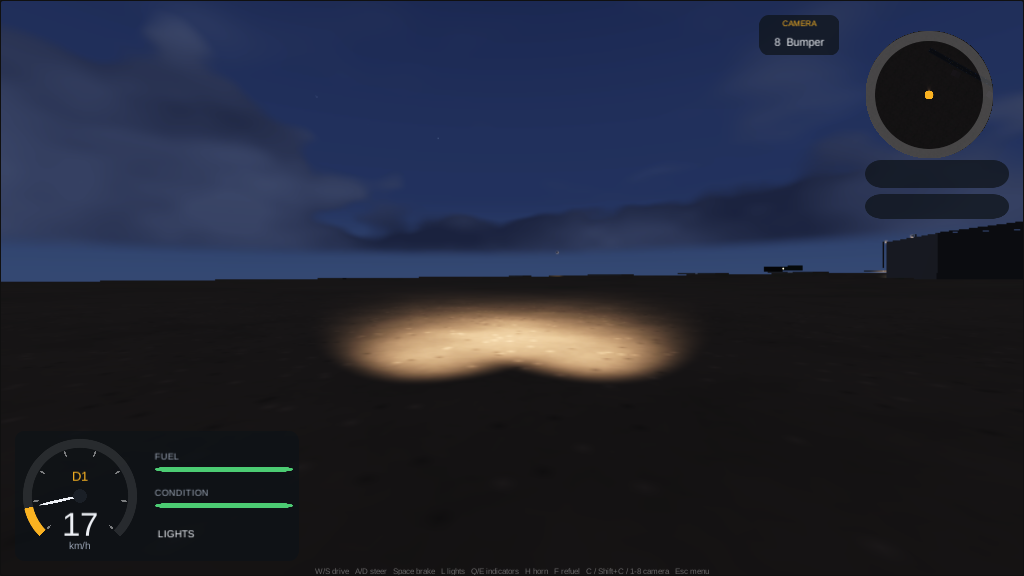 CAMERA
8 Bumper
FUEL
D1
CONDITION
17
LIGHTS
km/h
W/S drive A/D steer Space brake L lights Q/E indicators H horn F refuel C / Shift+C / 1-8 camera Esc menu